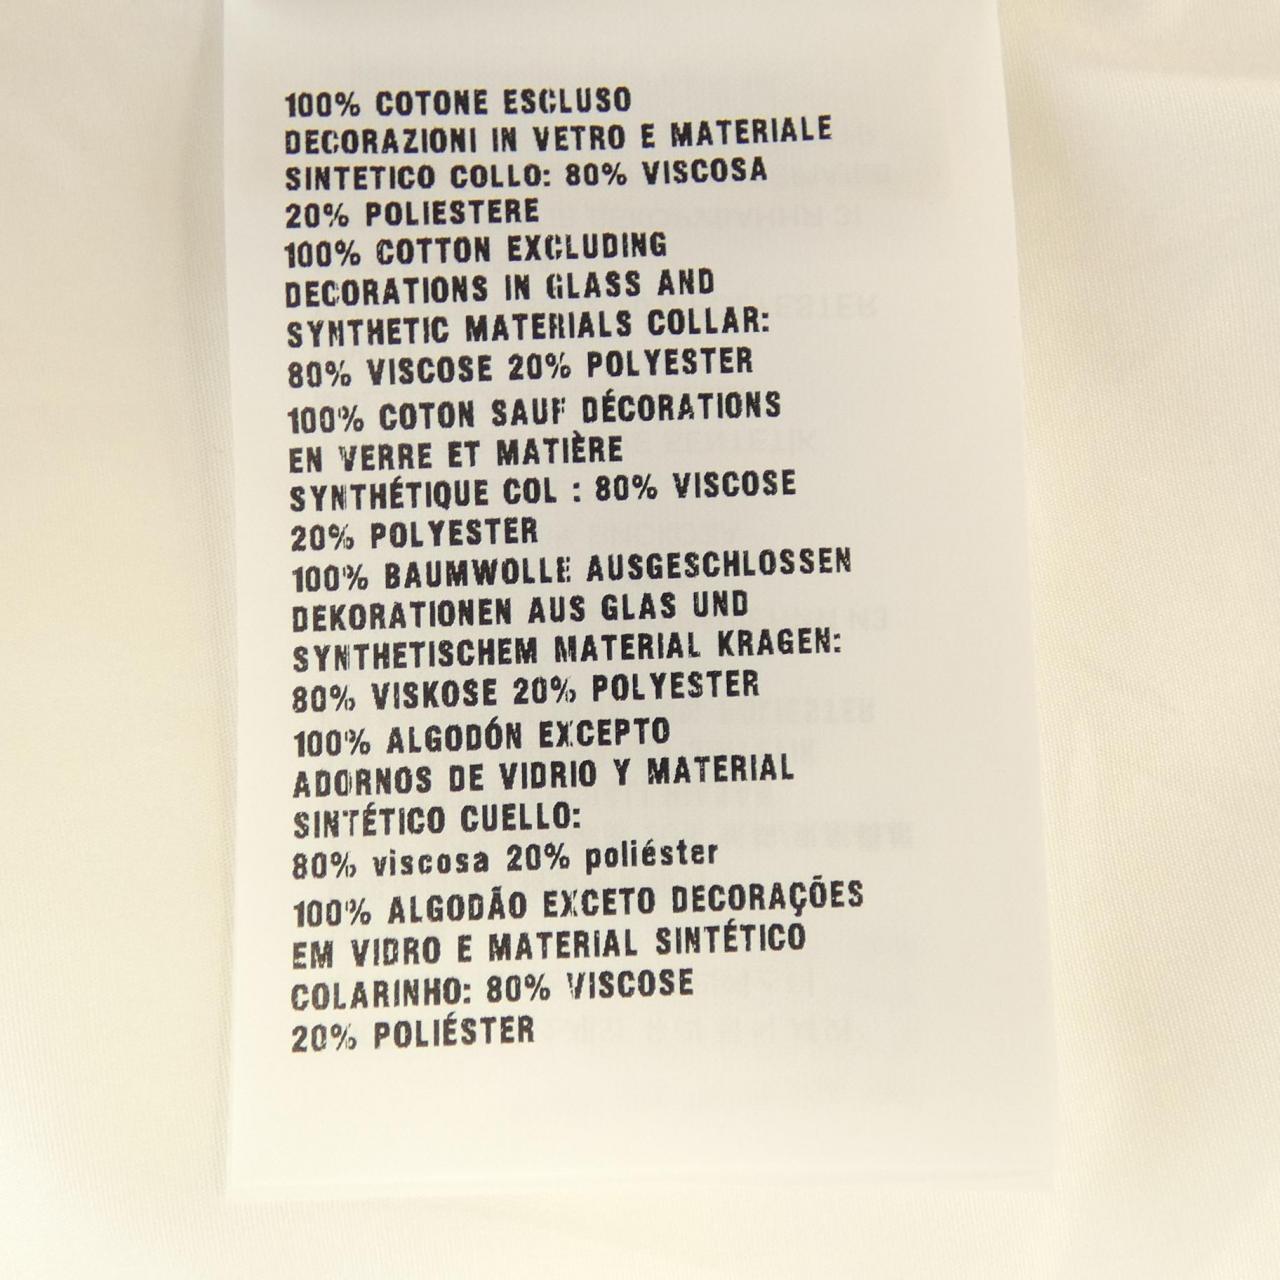 100% COTONE ESCLUSO
DECORAZIONI IN VETRO E MATERIALE
SINTETICO COLLO: 80% VISCOSA
20% POLIESTERE
100% COTTON EXCLUDING
DECORATIONS IN GLASS AND
SYNTHETIC MATERIALS COLLAR:
80% VISCOSE 20% POLYESTER
100% COTON SAUF DÉCORATIONS
EN VERRE ET MATIÈRE
SYNTHÉTIQUE COL : 80% VISCOSE
20% POLYESTER
100% BAUMWOLLE AUSGESCHLOSSEN
DEKORATIONEN AUS GLAS UND
SYNTHETISCHEM MATERIAL KRAGEN:
80% VISKOSE 20% POLYESTER
100% ALGODÓN EXCEPTO
ADORNOS DE VIDRIO Y MATERIAL
SINTÉTICO CUELLO:
80% viscosa 20% poliéster
100% ALGODÃO EXCETO DECORAÇÕES
EM VIDRO E MATERIAL SINTÉTICO
COLARINHO: 80% VISCOSE
20% POLIÉSTER